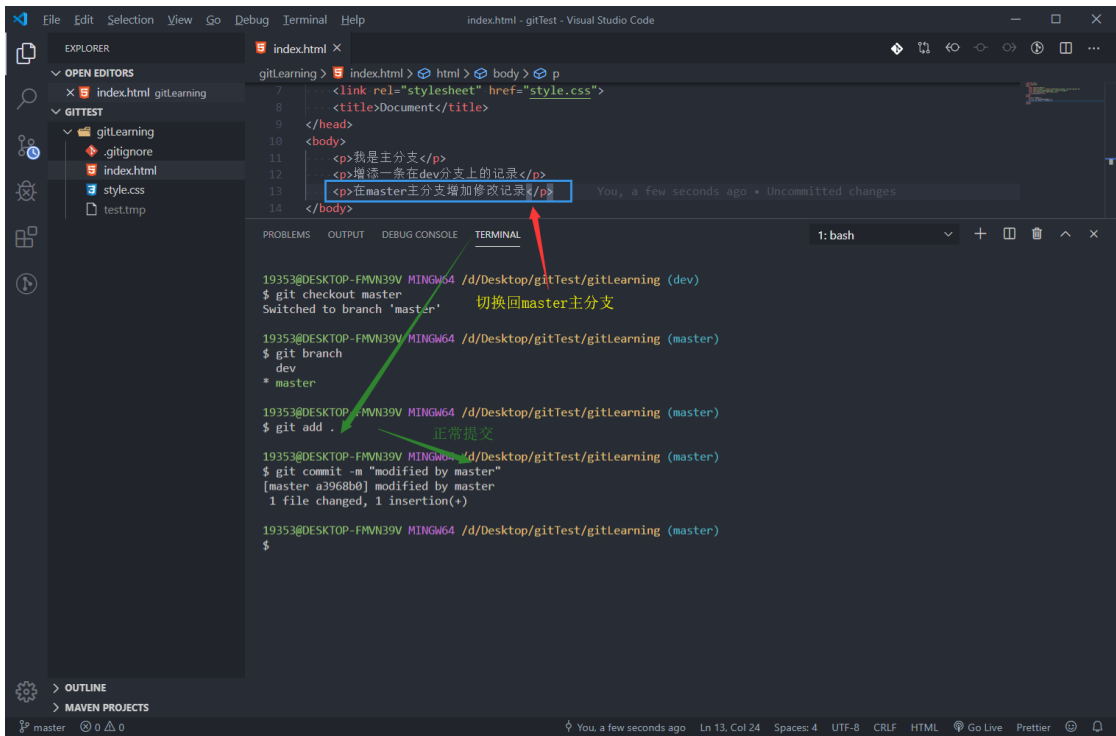 File Edit Selection View Go Debug Terminal Help index.html - gitTest - Visual Studio Code
EXPLORER
index.html
OPEN EDITORS
index.html gitLearning
GITTEST
gitLearning
.gitignore
index.html
style.css
test.tmp
gitLearning > index.html > html > body > p
7 <link rel="stylesheet" href="style.css">
8 <title>Document</title>
9 </head>
10 <body>
11 <p>我是主分支</p>
12 <p>增添一条在dev分支上的记录</p>
13 <p>在master主分支增加修改记录</p> You, a few seconds ago • Uncommitted changes
14 </body>
PROBLEMS OUTPUT DEBUG CONSOLE TERMINAL 1: bash
19353@DESKTOP-FMVN39V MINGW64 /d/Desktop/gitTest/gitLearning (dev)
$ git checkout master
Switched to branch 'master'
切换回master主分支
19353@DESKTOP-FMVN39V MINGW64 /d/Desktop/gitTest/gitLearning (master)
$ git branch
dev
* master
19353@DESKTOP-FMVN39V MINGW64 /d/Desktop/gitTest/gitLearning (master)
$ git add .
正常提交
19353@DESKTOP-FMVN39V MINGW64 /d/Desktop/gitTest/gitLearning (master)
$ git commit -m "modified by master"
[master a3968b0] modified by master
1 file changed, 1 insertion(+)
19353@DESKTOP-FMVN39V MINGW64 /d/Desktop/gitTest/gitLearning (master)
$
OUTLINE
MAVEN PROJECTS
master 0 0 You, a few seconds ago Ln 13, Col 24 Spaces: 4 UTF-8 CRLF HTML Go Live Prettier